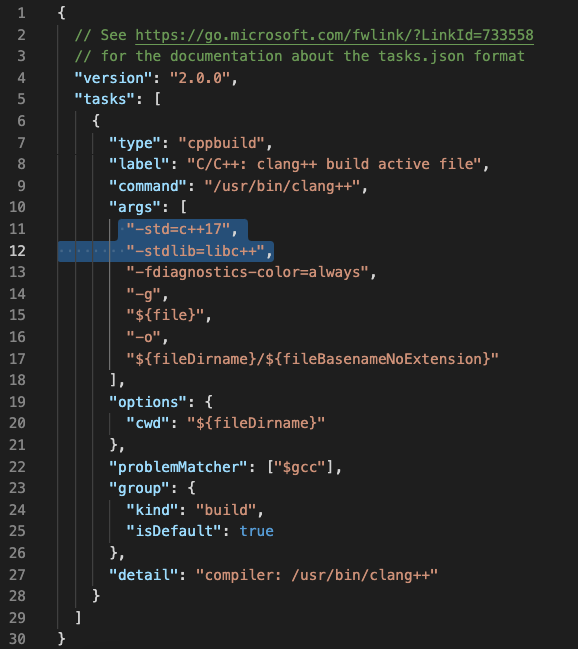 1 {
2 // See https://go.microsoft.com/fwlink/?LinkId=733558
3 // for the documentation about the tasks.json format
4 "version": "2.0.0",
5 "tasks": [
6 {
7 "type": "cppbuild",
8 "label": "C/C++: clang++ build active file",
9 "command": "/usr/bin/clang++",
10 "args": [
11 "-std=c++17",
12 "-stdlib=libc++",
13 "-fdiagnostics-color=always",
14 "-g",
15 "${file}",
16 "-o",
17 "${fileDirname}/${fileBasenameNoExtension}"
18 ],
19 "options": {
20 "cwd": "${fileDirname}"
21 },
22 "problemMatcher": ["$gcc"],
23 "group": {
24 "kind": "build",
25 "isDefault": true
26 },
27 "detail": "compiler: /usr/bin/clang++"
28 }
29 ]
30 }